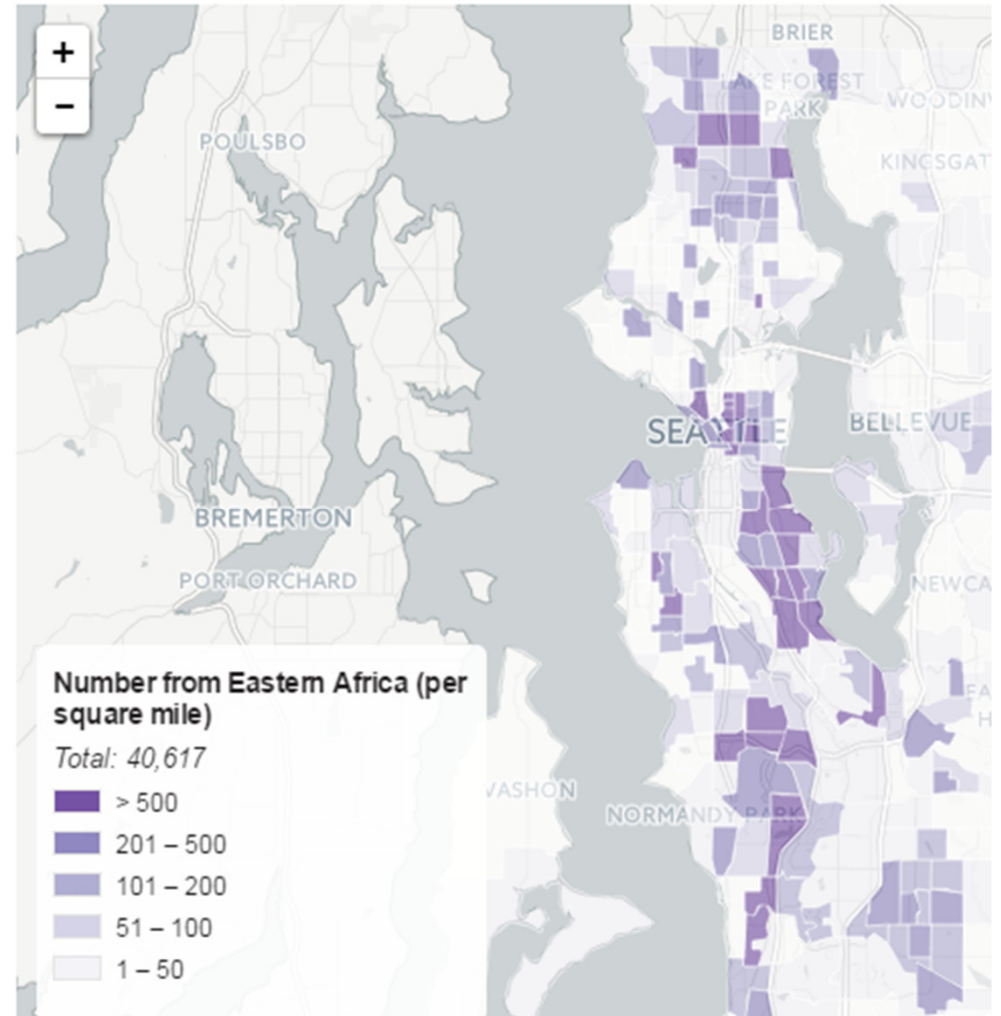 +
−
BRIER
LAKE FOREST
PARK
WOODINV
POULSBO
KINGSGAT
SEATTLE
BELLEVUE
BREMERTON
PORT ORCHARD
NEWCA
Number from Eastern Africa (per
square mile)
Total: 40,617
> 500
201 – 500
101 – 200
51 – 100
1 – 50
EA
H
VASHON
NORMANDY PARK